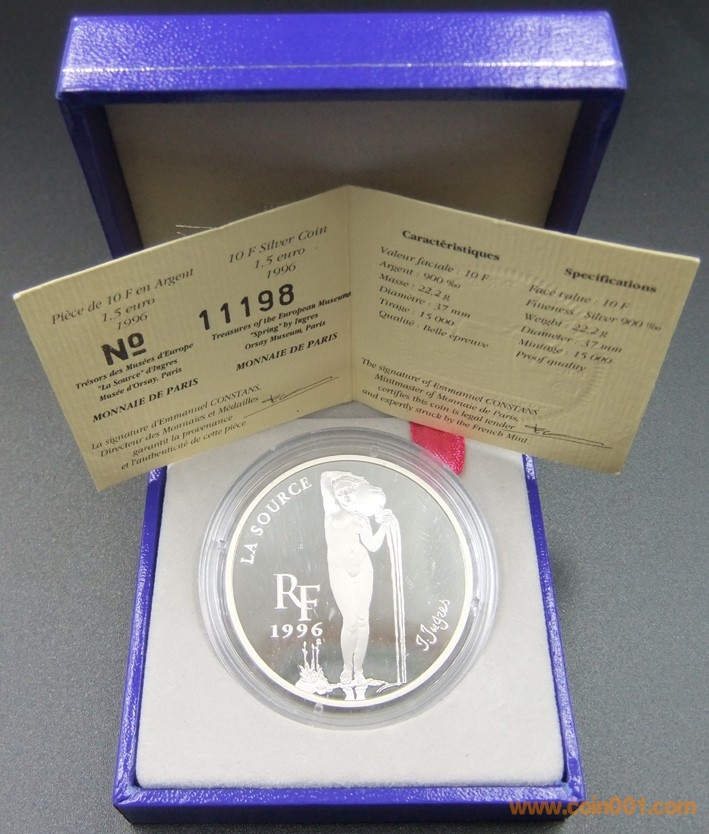 Pièce de 10 F en Argent
1.5 euro
1996
Nº
Trésors des Musées d'Europe
"La Source" d'Ingres
Musée d'Orsay, Paris
MONNAIE DE PARIS
La signature d'Emmanuel CONSTANS,
Directeur des Monnaies et Médailles
garantit la provenance
et l'authenticité de cette pièce.
10 F Silver Coin
1.5 euro
1996
11198
Treasures of the European Museums
"Spring" by Ingres
Orsay Museum, Paris
MONNAIE DE PARIS
Caractéristiques
Valeur faciale : 10 F
Argent : 900 ‰
Masse : 22.2 g
Diamètre : 37 mm
Tirage : 15 000
Qualité : Belle épreuve
Specifications
Face value : 10 F
Fineness : Silver 900 ‰
Weight : 22.2 g
Diameter : 37 mm
Mintage : 15 000
Proof quality
The signature of Emmanuel CONSTANS
Mintmaster of Monnaie de Paris,
certifies this coin is legal tender
and expertly struck by the French Mint.
LA SOURCE
RF
1996
J Ingres
www.coin001.com